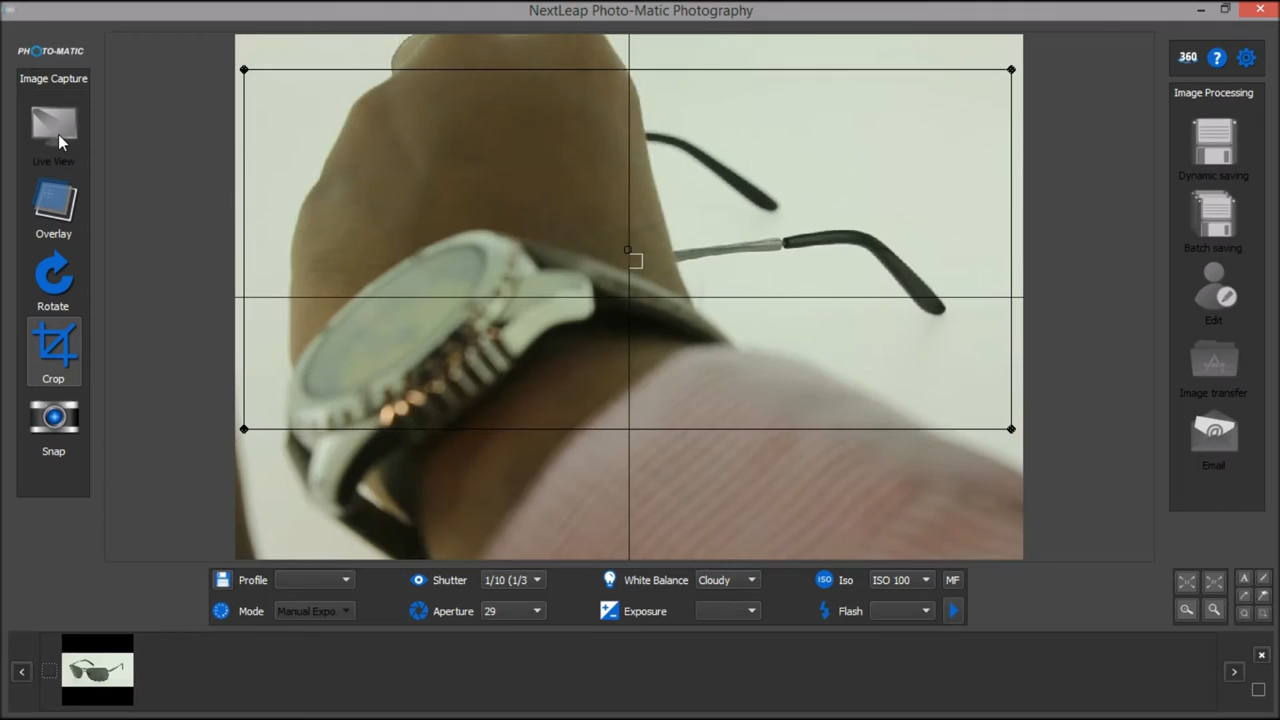 NextLeap Photo-Matic Photography
PHOTO-MATIC
Image Capture
Live View
Overlay
Rotate
Crop
Snap
360
?
Image Processing
Dynamic saving
Batch saving
Edit
Image transfer
@
Email
Profile
Shutter
1/10 (1/3
White Balance
Cloudy
ISO
Iso
ISO 100
MF
Mode
Manual Expo
Aperture
29
Exposure
Flash
A